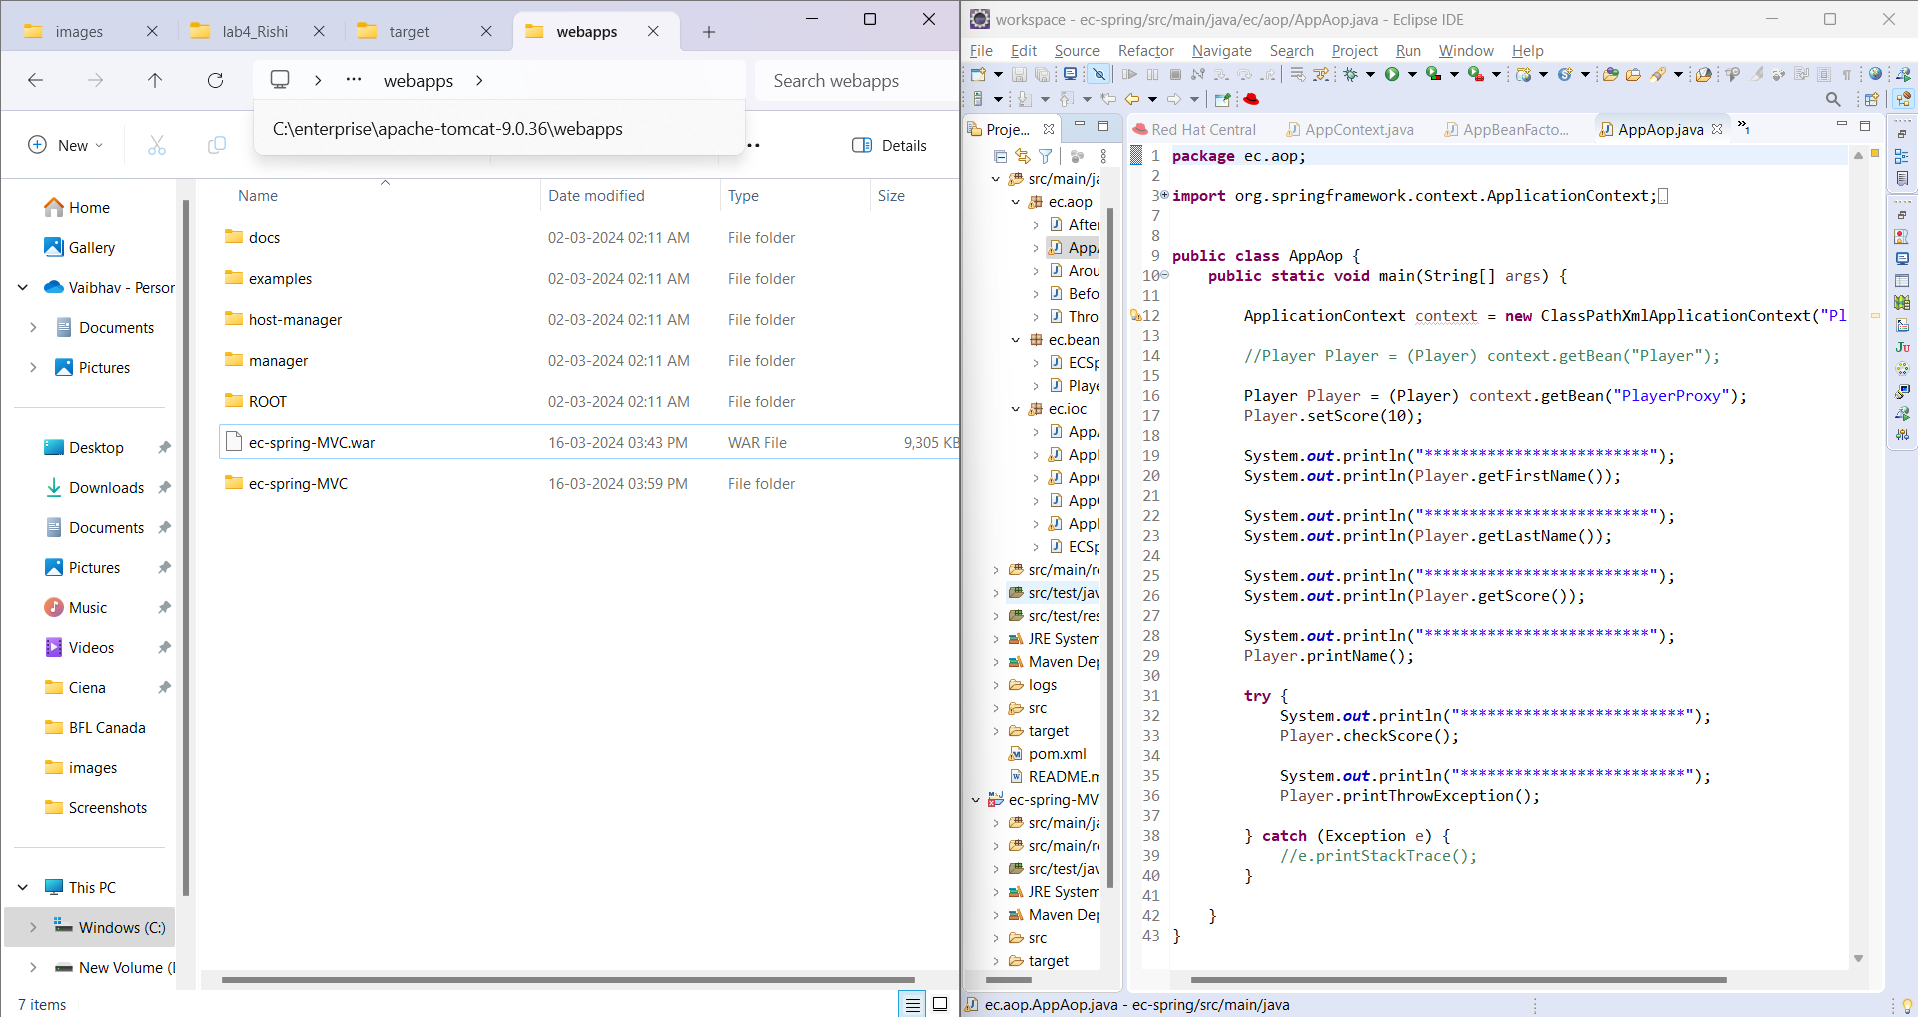 images
lab4_Rishi
target
webapps
webapps
Search webapps
C:\enterprise\apache-tomcat-9.0.36\webapps
New
Details
Name
Date modified
Type
Size
Home
Gallery
Vaibhav - Person
Documents
Pictures
Desktop
Downloads
Documents
Pictures
Music
Videos
Ciena
BFL Canada
images
Screenshots
This PC
Windows (C:)
New Volume (
docs 02-03-2024 02:11 AM File folder
examples 02-03-2024 02:11 AM File folder
host-manager 02-03-2024 02:11 AM File folder
manager 02-03-2024 02:11 AM File folder
ROOT 02-03-2024 02:11 AM File folder
ec-spring-MVC.war 16-03-2024 03:43 PM WAR File 9,305 KB
ec-spring-MVC 16-03-2024 03:59 PM File folder
7 items
workspace - ec-spring/src/main/java/ec/aop/AppAop.java - Eclipse IDE
File Edit Source Refactor Navigate Search Project Run Window Help
Proje...
Red Hat Central
AppContext.java
AppBeanFacto...
AppAop.java
1
src/main/ja
ec.aop
After
AppA
Arou
Befo
Thro
ec.bean
ECSp
Playe
ec.ioc
AppA
AppB
AppC
AppC
AppI
ECSp
src/main/re
src/test/jav
src/test/res
JRE System
Maven Dep
logs
src
target
pom.xml
README.m
ec-spring-MV
src/main/ja
src/main/re
src/test/jav
JRE System
Maven Dep
src
target
1 package ec.aop;
2
3 import org.springframework.context.ApplicationContext;
7
8
9 public class AppAop {
10 public static void main(String[] args) {
11
12 ApplicationContext context = new ClassPathXmlApplicationContext("Pl
13
14 //Player Player = (Player) context.getBean("Player");
15
16 Player Player = (Player) context.getBean("PlayerProxy");
17 Player.setScore(10);
18
19 System.out.println("*************************");
20 System.out.println(Player.getFirstName());
21
22 System.out.println("*************************");
23 System.out.println(Player.getLastName());
24
25 System.out.println("*************************");
26 System.out.println(Player.getScore());
27
28 System.out.println("*************************");
29 Player.printName();
30
31 try {
32 System.out.println("*************************");
33 Player.checkScore();
34
35 System.out.println("*************************");
36 Player.printThrowException();
37
38 } catch (Exception e) {
39 //e.printStackTrace();
40 }
41
42 }
43 }
ec.aop.AppAop.java - ec-spring/src/main/java